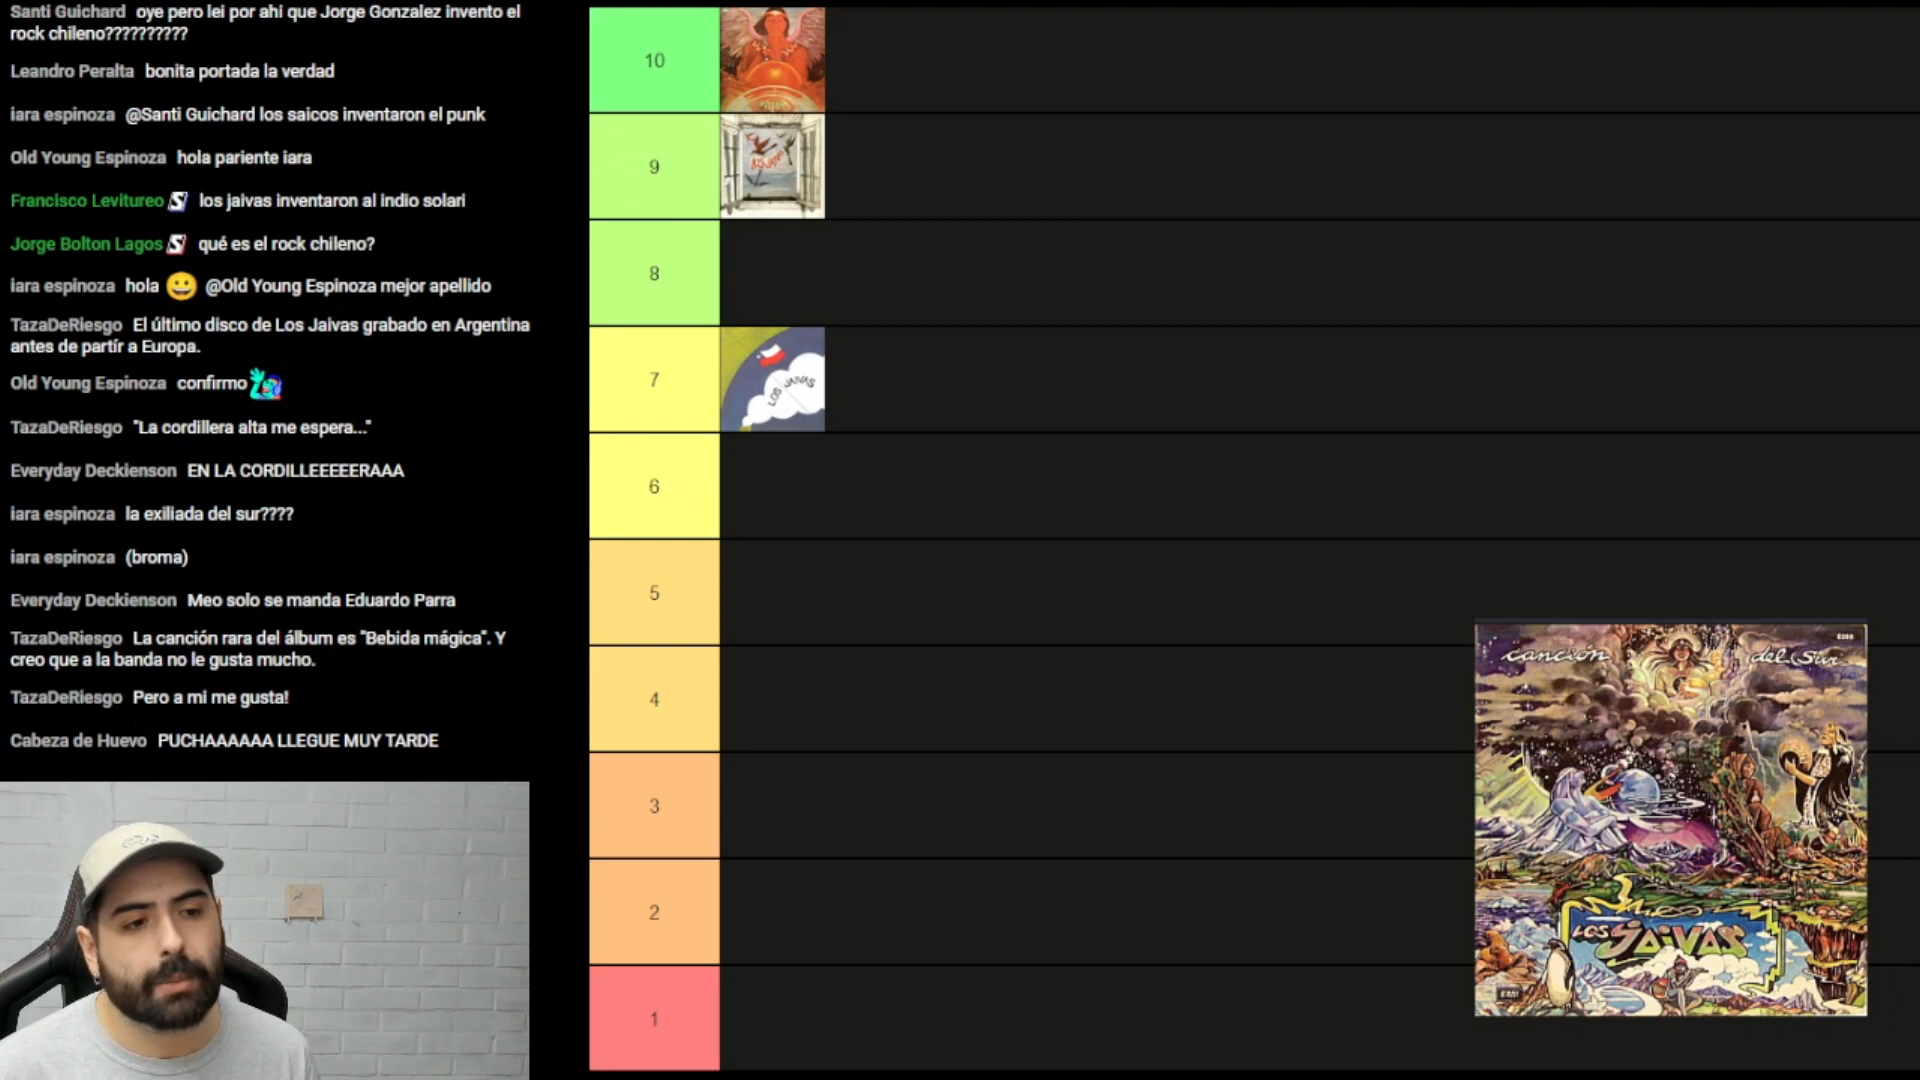 Santi Guichard oye pero lei por ahi que Jorge Gonzalez invento el
rock chileno??????????
Leandro Peralta bonita portada la verdad
iara espinoza @Santi Guichard los saicos inventaron el punk
Old Young Espinoza hola pariente iara
Francisco Levitureo S los jaivas inventaron al indio solari
Jorge Bolton Lagos S qué es el rock chileno?
iara espinoza hola 😀 @Old Young Espinoza mejor apellido
TazaDeRiesgo El último disco de Los Jaivas grabado en Argentina
antes de partír a Europa.
Old Young Espinoza confirmo
TazaDeRiesgo "La cordillera alta me espera..."
Everyday Deckienson EN LA CORDILLEEEEERAAA
iara espinoza la exiliada del sur????
iara espinoza (broma)
Everyday Deckienson Meo solo se manda Eduardo Parra
TazaDeRiesgo La canción rara del álbum es "Bebida mágica". Y
creo que a la banda no le gusta mucho.
TazaDeRiesgo Pero a mi me gusta!
Cabeza de Huevo PUCHAAAAAA LLEGUE MUY TARDE
10
9
LOS JAIVAS
8
7
LOS JAIVAS
6
5
4
3
2
1
canción del Sur
LOS JAIVAS
EMI